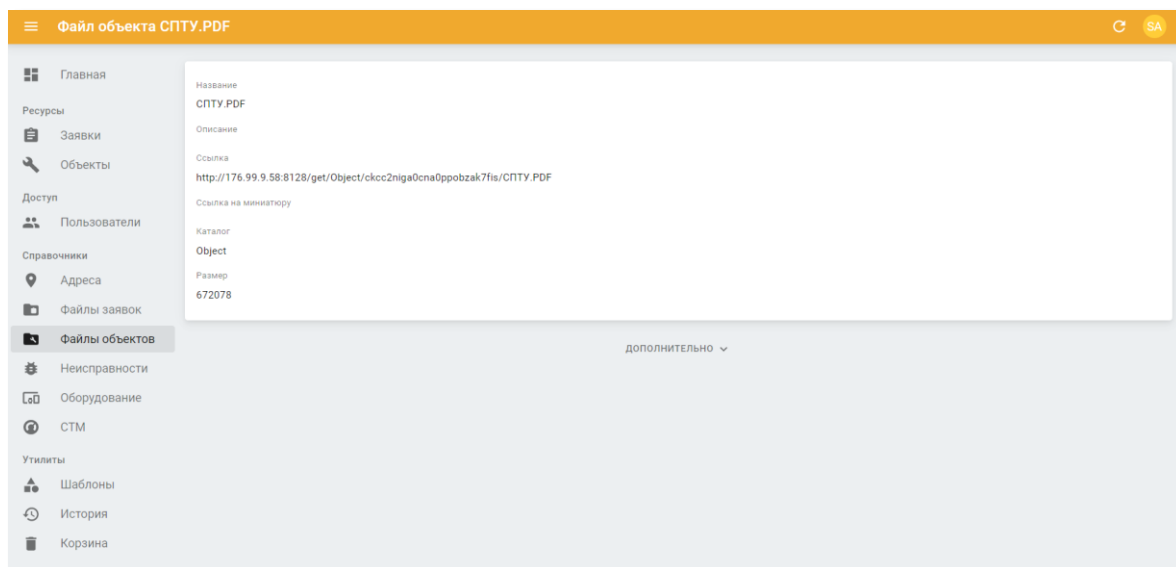 Файл объекта СПТУ.PDF
SA
Главная
Ресурсы
Заявки
Объекты
Доступ
Пользователи
Справочники
Адреса
Файлы заявок
Файлы объектов
Неисправности
Оборудование
СТМ
Утилиты
Шаблоны
История
Корзина
Название
СПТУ.PDF
Описание
Ссылка
http://176.99.9.58:8128/get/Object/ckcc2niga0cna0ppobzak7fis/СПТУ.PDF
Ссылка на миниатюру
Каталог
Object
Размер
672078
ДОПОЛНИТЕЛЬНО